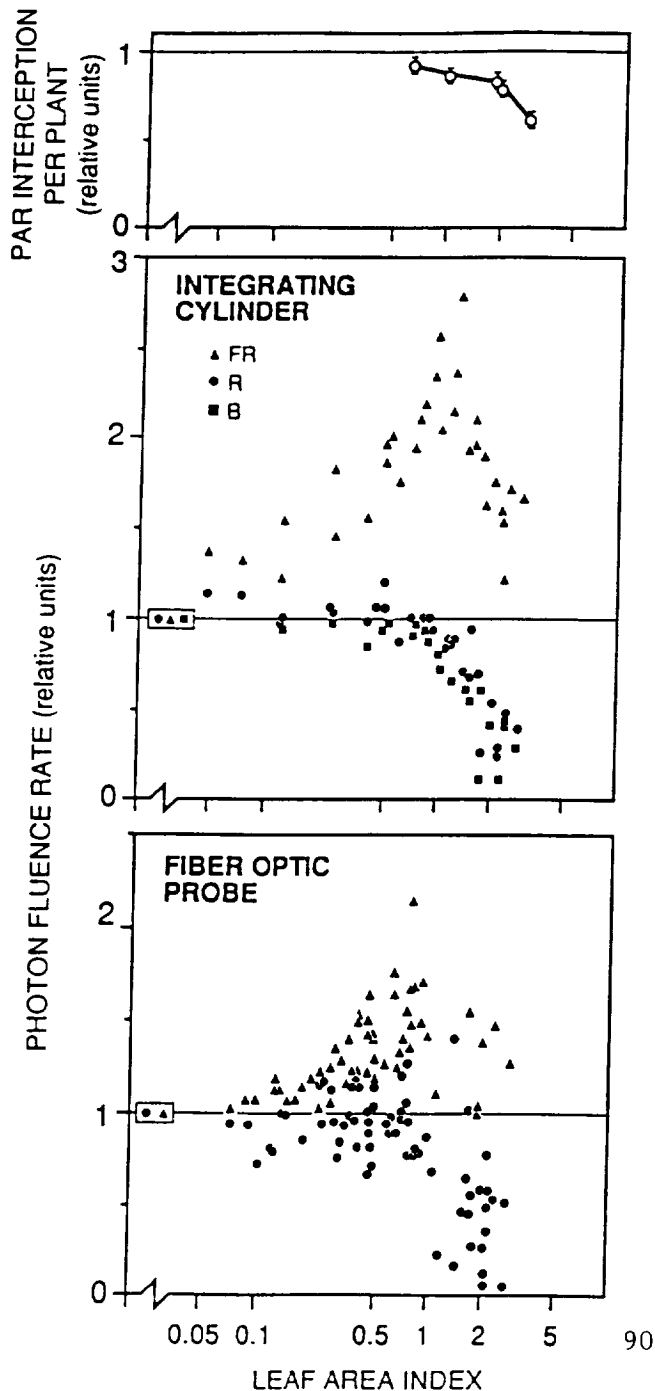 PAR INTERCEPTION
PER PLANT
(relative units)
1
0
PHOTON FLUENCE RATE (relative units)
3
2
1
0
INTEGRATING
CYLINDER
FR
R
B
2
1
0
FIBER OPTIC
PROBE
0.05 0.1 0.5 1 2 5
90
LEAF AREA INDEX